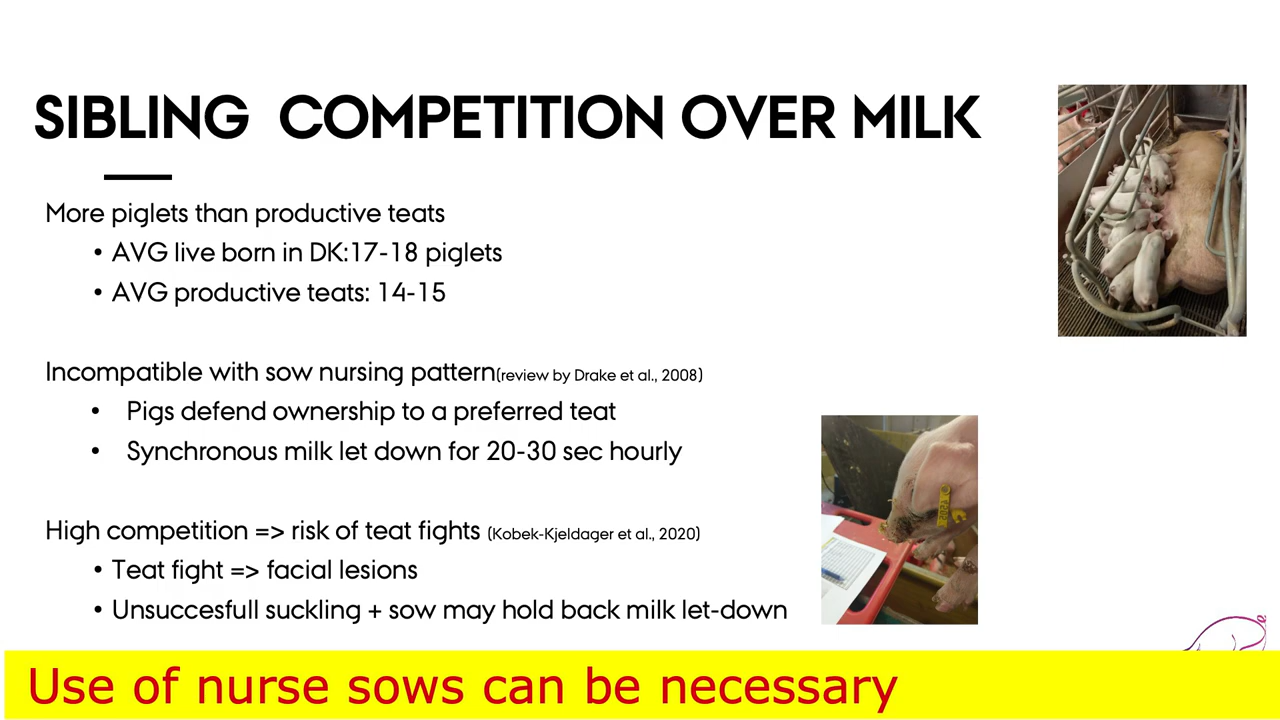 SIBLING COMPETITION OVER MILK
More piglets than productive teats
• AVG live born in DK:17-18 piglets
• AVG productive teats: 14-15
Incompatible with sow nursing pattern(review by Drake et al., 2008)
• Pigs defend ownership to a preferred teat
• Synchronous milk let down for 20-30 sec hourly
High competition => risk of teat fights (Kobek-Kjeldager et al., 2020)
• Teat fight => facial lesions
• Unsuccesfull suckling + sow may hold back milk let-down
Use of nurse sows can be necessary